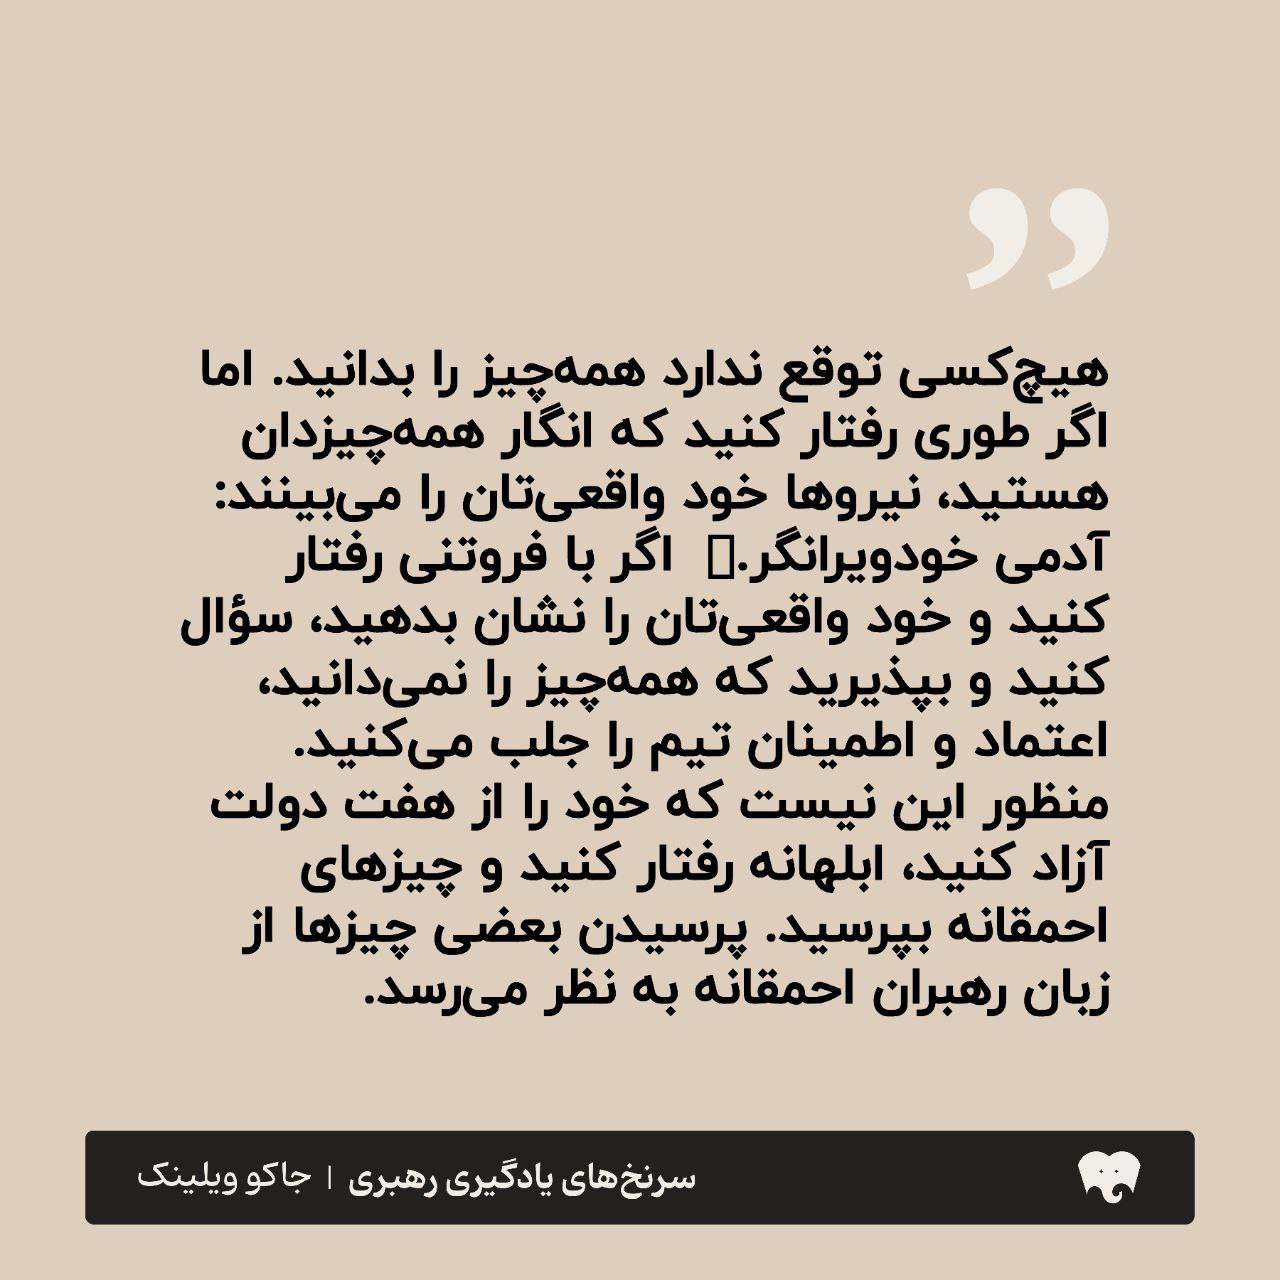 ”
هیچ‌کسی توقع ندارد همه‌چیز را بدانید. اما
اگر طوری رفتار کنید که انگار همه‌چیزدان
هستید، نیروها خود واقعی‌تان را می‌بینند:
آدمی خودویرانگر.▯ اگر با فروتنی رفتار
کنید و خود واقعی‌تان را نشان بدهید، سؤال
کنید و بپذیرید که همه‌چیز را نمی‌دانید،
اعتماد و اطمینان تیم را جلب می‌کنید.
منظور این نیست که خود را از هفت دولت
آزاد کنید، ابلهانه رفتار کنید و چیزهای
احمقانه بپرسید. پرسیدن بعضی چیزها از
زبان رهبران احمقانه به نظر می‌رسد.
سرنخ‌های یادگیری رهبری | جاکو ویلینک